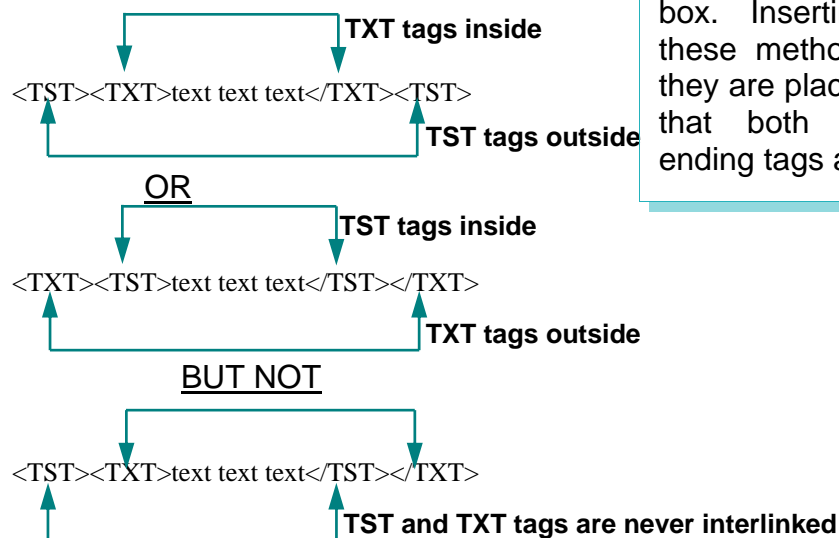 TXT tags inside
<TST><TXT>text text text</TXT><TST>
TST tags outside
OR
TST tags inside
<TXT><TST>text text text</TST></TXT>
TXT tags outside
BUT NOT
<TST><TXT>text text text</TST></TXT>
TST and TXT tags are never interlinked
box. Inserti
these metho
they are plac
that both
ending tags a